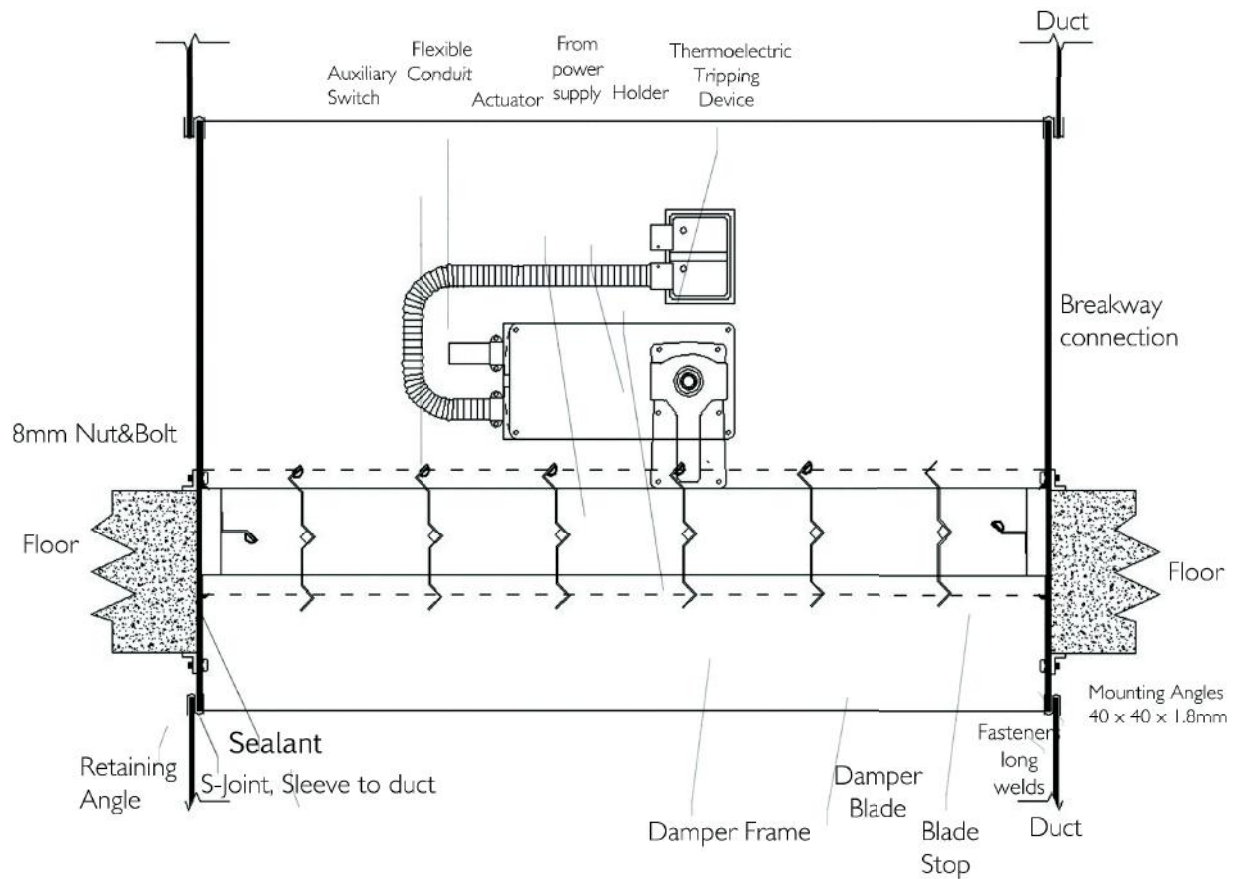 Duct
Flexible
Conduit
Auxiliary
Switch
Actuator
From
power
supply
Holder
Thermoelectric
Tripping
Device
Breakway
connection
8mm Nut&Bolt
Floor
Floor
Mounting Angles
40 x 40 x 1.8mm
Retaining
Angle
Sealant
S-Joint, Sleeve to duct
Damper Frame
Damper
Blade
Blade
Stop
Fasteners
long
welds
Duct